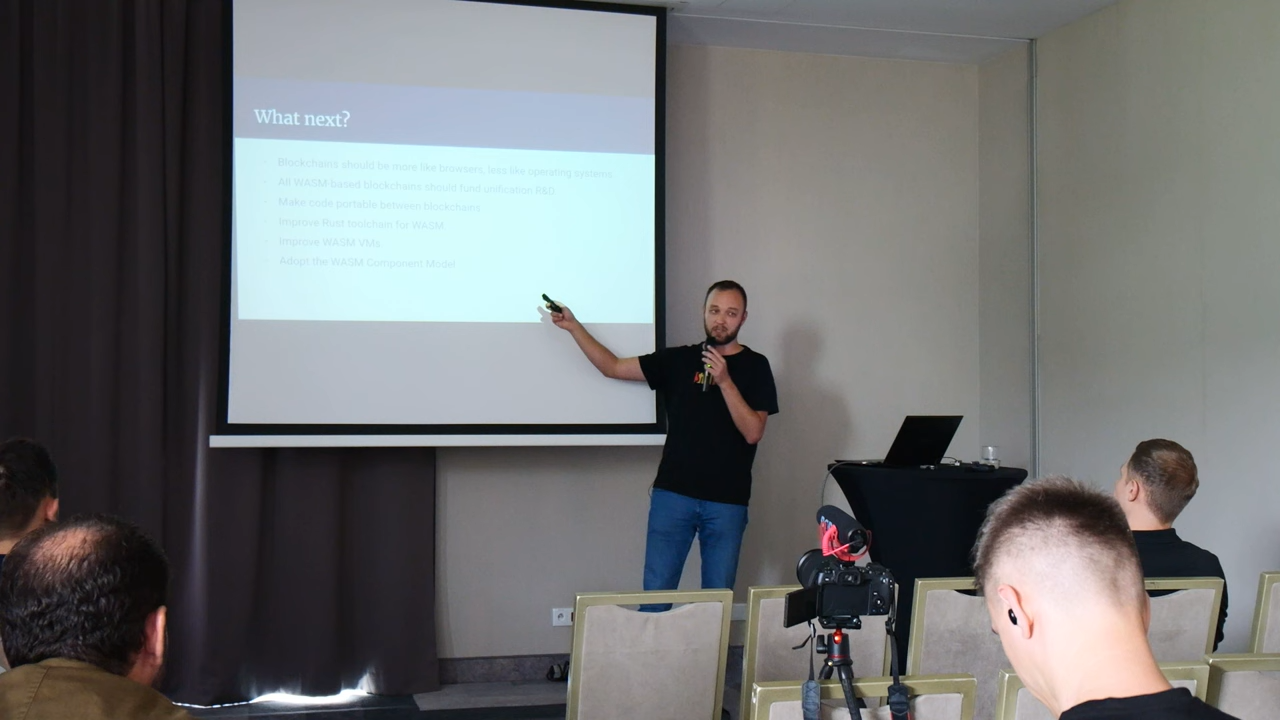 What next?
Blockchains should be more like browsers, less like operating systems
All WASM-based blockchains should fund unification R&D
Make code portable between blockchains
Improve Rust toolchain for WASM
Improve WASM VMs
Adopt the WASM Component Model